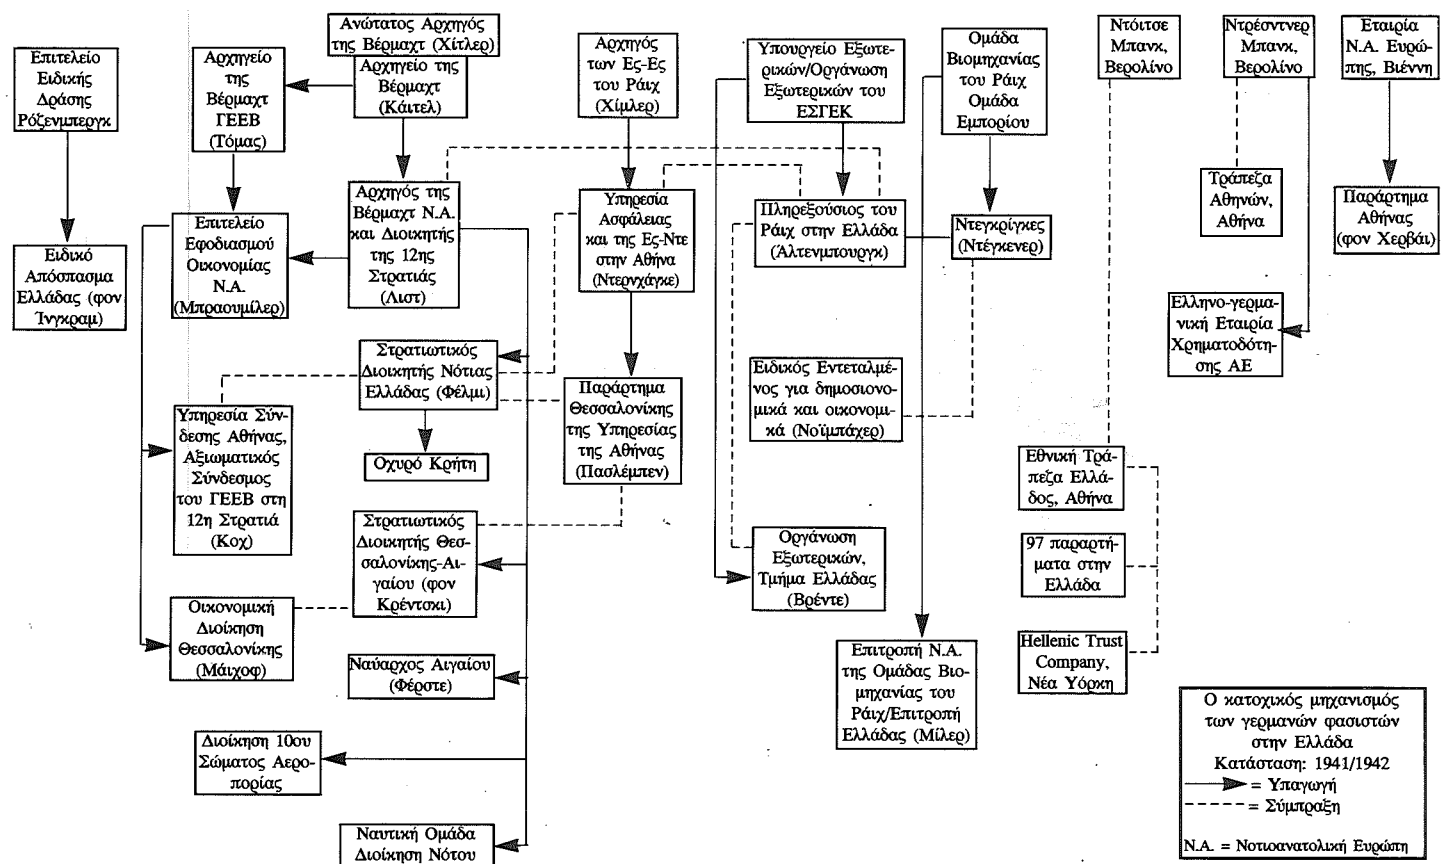 Επιτελείο
Ειδικής
Δράσης
Ρόζενμπεργκ
Αρχηγείο
της
Βέρμαχτ
ΓΕΕΒ
(Τόμας)
Ανώτατος Αρχηγός
της Βέρμαχτ (Χίτλερ)
Αρχηγείο της
Βέρμαχτ
(Κάιτελ)
Αρχηγός
των Ες-Ες
του Ράιχ
(Χίμλερ)
Υπουργείο Εξωτε-
ρικών/Οργάνωση
Εξωτερικών του
ΕΣΓΕΚ
Ομάδα
Βιομηχανίας
του Ράιχ
Ομάδα
Εμπορίου
Ντόιτσε
Μπανκ,
Βερολίνο
Ντρέσντνερ
Μπανκ,
Βερολίνο
Εταιρία
Ν.Α. Ευρώ-
πης, Βιέννη
Ειδικό
Απόσπασμα
Ελλάδας (φον
Ίνγκραμ)
Επιτελείο
Εφοδιασμού
Οικονομίας
Ν.Α.
(Μπραουμίλερ)
Αρχηγός της
Βέρμαχτ Ν.Α.
και Διοικητής
της 12ης
Στρατιάς
(Λιστ)
Υπηρεσία
Ασφάλειας
και της Ες-Ντε
στην Αθήνα
(Ντερνχάγκε)
Πληρεξούσιος του
Ράιχ στην Ελλάδα
(Άλτενμπουργκ)
Ντεγκρίγκες
(Ντέγκενερ)
Τράπεζα
Αθηνών,
Αθήνα
Παράρτημα
Αθήνας
(φον Χερβάι)
Ελληνο-γερμα-
νική Εταιρία
Χρηματοδότη-
σης ΑΕ
Στρατιωτικός
Διοικητής Νότιας
Ελλάδας (Φέλμι)
Παράρτημα
Θεσσαλονίκης
της Υπηρεσίας
της Αθήνας
(Πασλέμπεν)
Ειδικός Εντεταλμέ-
νος για δημοσιονο-
μικά και οικονομι-
κά (Νοϊμπάχερ)
Υπηρεσία Σύν-
δεσης Αθήνας,
Αξιωματικός
Σύνδεσμος
του ΓΕΕΒ στη
12η Στρατιά
(Κοχ)
Οχυρό Κρήτη
Εθνική Τρά-
πεζα Ελλά-
δος, Αθήνα
Στρατιωτικός
Διοικητής Θεσ-
σαλονίκης-Αι-
γαίου (φον
Κρέντσκι)
Οργάνωση
Εξωτερικών,
Τμήμα Ελλάδας
(Βρέντε)
97 παραρτή-
ματα στην
Ελλάδα
Οικονομική
Διοίκηση
Θεσσαλονίκης
(Μάιχοφ)
Ναύαρχος Αιγαίου
(Φέρστε)
Επιτροπή Ν.Α.
της Ομάδας Βιο-
μηχανίας του
Ράιχ/Επιτροπή
Ελλάδας (Μίλερ)
Hellenic Trust
Company,
Νέα Υόρκη
Διοίκηση 10ου
Σώματος Αερο-
πορίας
Ναυτική Ομάδα
Διοίκηση Νότου
Ο κατοχικός μηχανισμός
των γερμανών φασιστών
στην Ελλάδα
Κατάσταση: 1941/1942
= Υπαγωγή
= Σύμπραξη
Ν.Α. = Νοτιοανατολική Ευρώπη